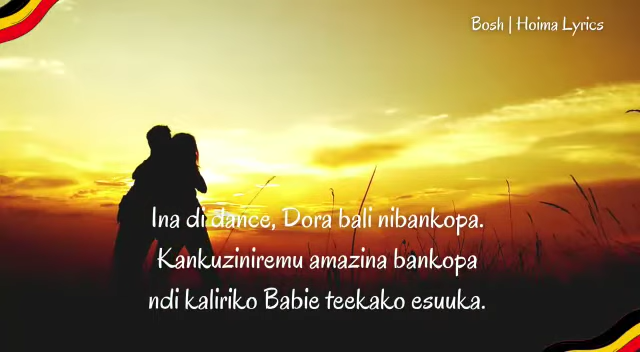 Bosh | Hoima Lyrics
Ina di dance, Dora bali nibankopa.
Kankuziniremu amazina bankopa
ndi kaliriko Babie teekako esuuka.